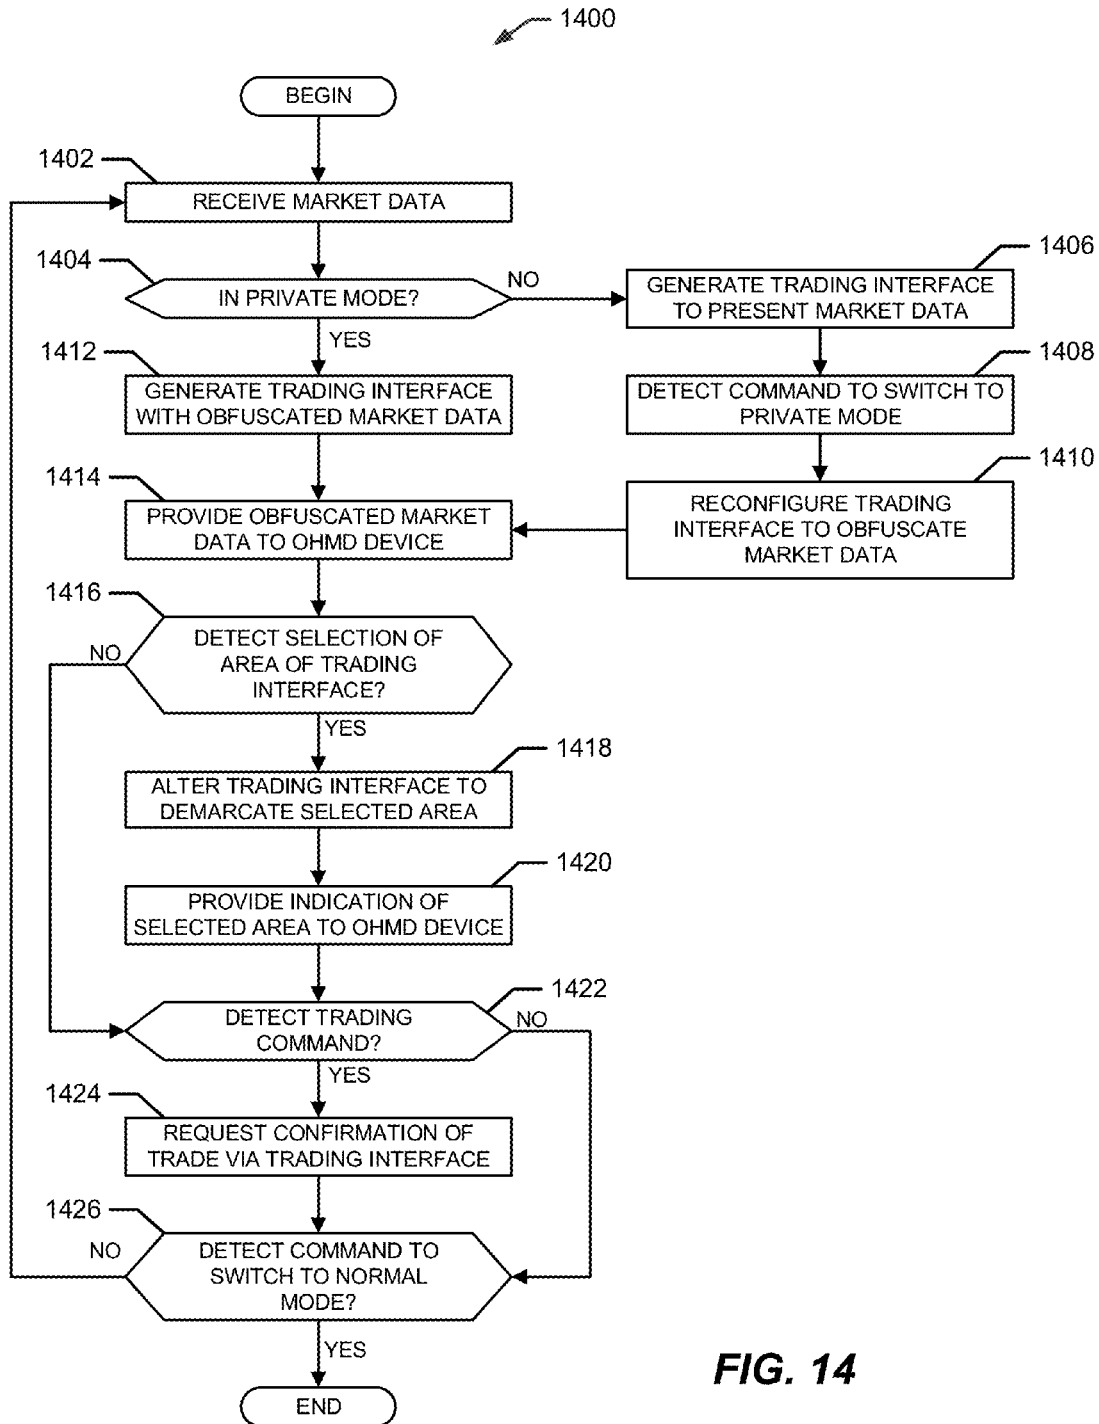 1400
BEGIN
1402
RECEIVE MARKET DATA
1404
IN PRIVATE MODE?
NO
YES
1406
GENERATE TRADING INTERFACE
TO PRESENT MARKET DATA
1408
DETECT COMMAND TO SWITCH TO
PRIVATE MODE
1410
RECONFIGURE TRADING
INTERFACE TO OBFUSCATE
MARKET DATA
1412
GENERATE TRADING INTERFACE
WITH OBFUSCATED MARKET DATA
1414
PROVIDE OBFUSCATED MARKET
DATA TO OHMD DEVICE
1416
DETECT SELECTION OF
AREA OF TRADING
INTERFACE?
NO
YES
1418
ALTER TRADING INTERFACE TO
DEMARCATE SELECTED AREA
1420
PROVIDE INDICATION OF
SELECTED AREA TO OHMD DEVICE
1422
DETECT TRADING
COMMAND?
NO
YES
1424
REQUEST CONFIRMATION OF
TRADE VIA TRADING INTERFACE
1426
DETECT COMMAND TO
SWITCH TO NORMAL
MODE?
NO
YES
END
FIG. 14